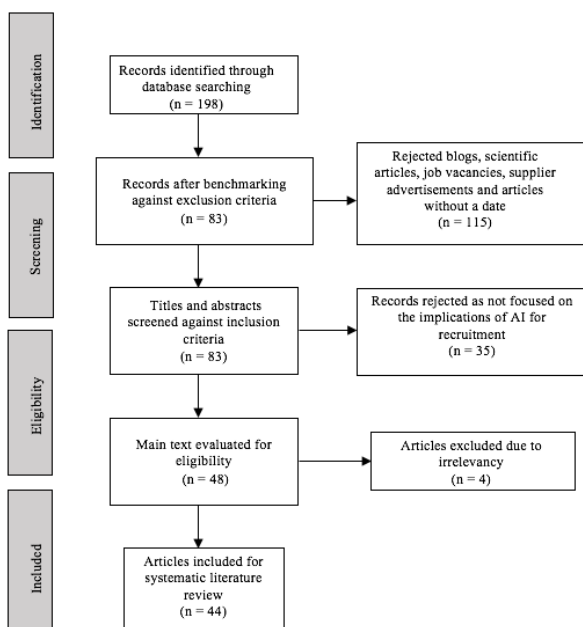 Identification
Records identified through
database searching
(n = 198)
Records after benchmarking
against exclusion criteria
(n = 83)
Rejected blogs, scientific
articles, job vacancies, supplier
advertisements and articles
without a date
(n = 115)
Screening
Titles and abstracts
screened against inclusion
criteria
(n = 83)
Records rejected as not focused on
the implications of AI for
recruitment
(n = 35)
Eligibility
Main text evaluated for
eligibility
(n = 48)
Articles excluded due to
irrelevancy
(n = 4)
Included
Articles included for
systematic literature
review
(n = 44)